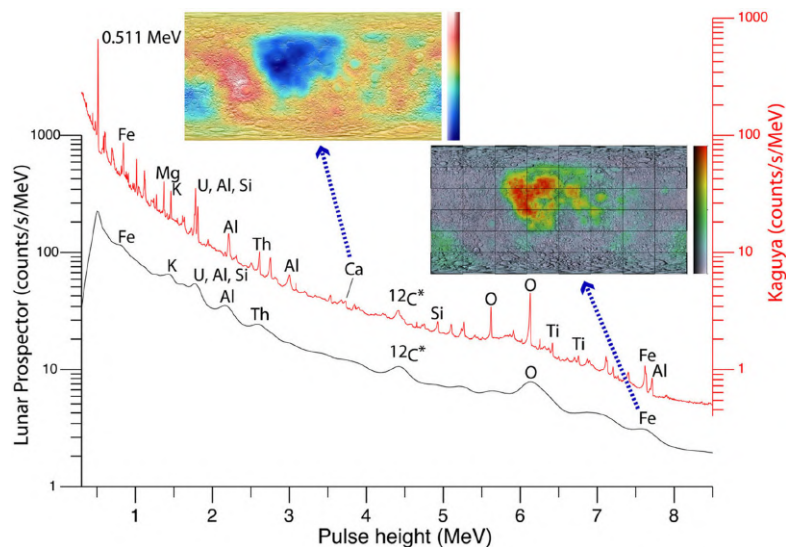 0.511 MeV
Fe
Mg
K
U, Al, Si
Al
Th
Al
Ca
12C*
Si
O
O
Ti
Ti
Fe
Al
Fe
K
U, Al, Si
Al
Th
12C*
O
Fe
Lunar Prospector (counts/s/MeV)
1000
100
10
1
Kaguya (counts/s/MeV)
1000
100
10
1
1 2 3 4 5 6 7 8
Pulse height (MeV)